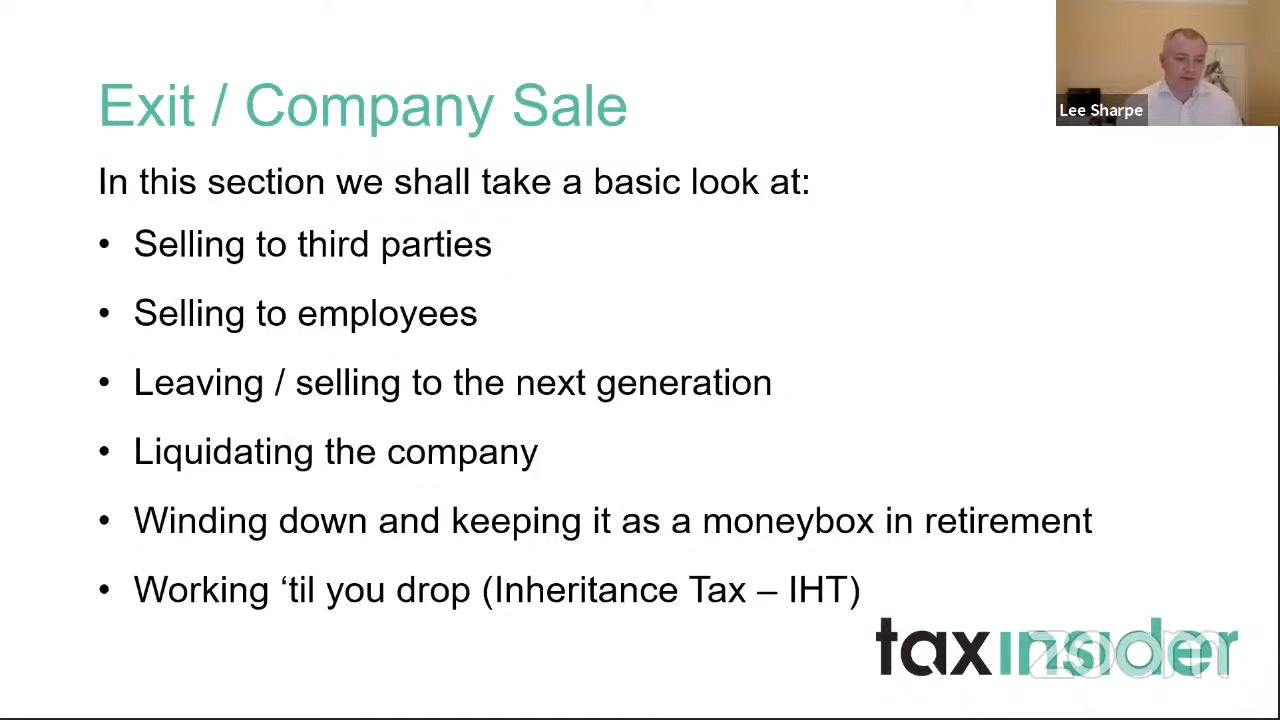 Exit / Company Sale
Lee Sharpe
In this section we shall take a basic look at:
• Selling to third parties
• Selling to employees
• Leaving / selling to the next generation
• Liquidating the company
• Winding down and keeping it as a moneybox in retirement
• Working ‘til you drop (Inheritance Tax – IHT)
taxinsider
zoom